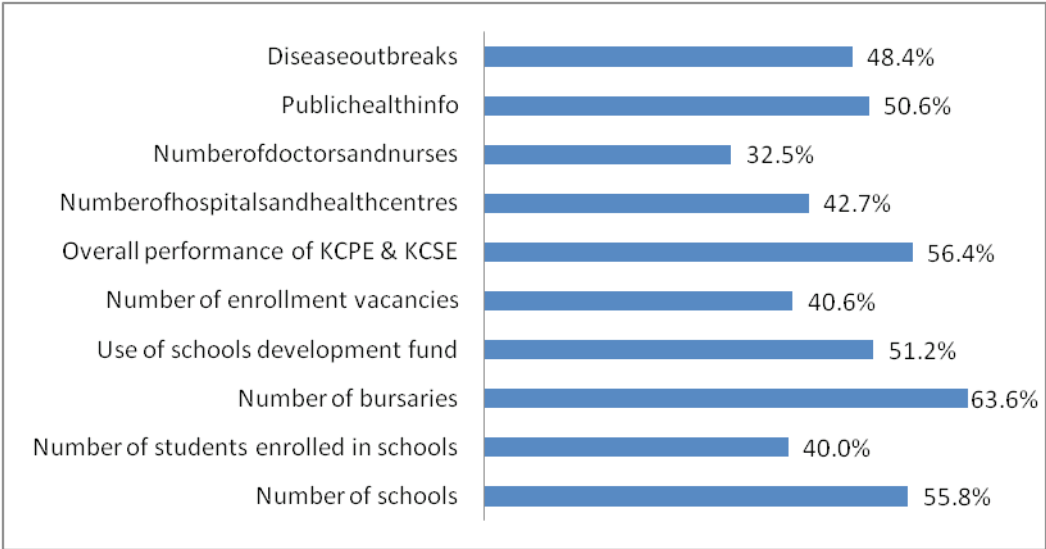 Diseaseoutbreaks 48.4%
Publichealthinfo 50.6%
Numberofdoctorsandnurses 32.5%
Numberofhospitalsandhealthcentres 42.7%
Overall performance of KCPE & KCSE 56.4%
Number of enrollment vacancies 40.6%
Use of schools development fund 51.2%
Number of bursaries 63.6%
Number of students enrolled in schools 40.0%
Number of schools 55.8%